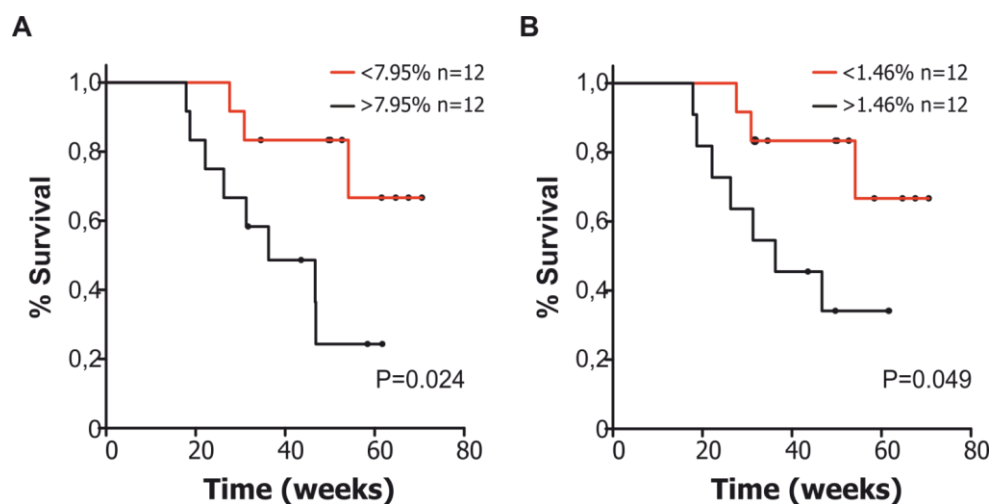 A
% Survival
1,0
0,8
0,6
0,4
0,2
0
0
20
40
60
80
Time (weeks)
<7.95% n=12
>7.95% n=12
P=0.024
B
% Survival
1,0
0,8
0,6
0,4
0,2
0
0
20
40
60
80
Time (weeks)
<1.46% n=12
>1.46% n=12
P=0.049